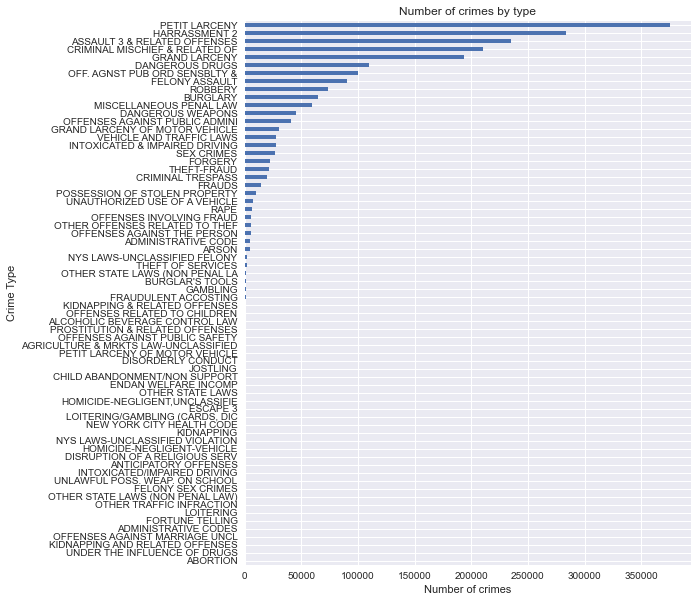 Number of crimes by type
PETIT LARCENY
HARRASSMENT 2
ASSAULT 3 & RELATED OFFENSES
CRIMINAL MISCHIEF & RELATED OF
GRAND LARCENY
DANGEROUS DRUGS
OFF. AGNST PUB ORD SENSBLTY &
FELONY ASSAULT
ROBBERY
BURGLARY
MISCELLANEOUS PENAL LAW
DANGEROUS WEAPONS
OFFENSES AGAINST PUBLIC ADMINI
GRAND LARCENY OF MOTOR VEHICLE
VEHICLE AND TRAFFIC LAWS
INTOXICATED & IMPAIRED DRIVING
SEX CRIMES
FORGERY
THEFT-FRAUD
CRIMINAL TRESPASS
FRAUDS
POSSESSION OF STOLEN PROPERTY
UNAUTHORIZED USE OF A VEHICLE
RAPE
OFFENSES INVOLVING FRAUD
OTHER OFFENSES RELATED TO THEF
OFFENSES AGAINST THE PERSON
ADMINISTRATIVE CODE
ARSON
NYS LAWS-UNCLASSIFIED FELONY
THEFT OF SERVICES
OTHER STATE LAWS (NON PENAL LA
BURGLAR'S TOOLS
GAMBLING
FRAUDULENT ACCOSTING
KIDNAPPING & RELATED OFFENSES
OFFENSES RELATED TO CHILDREN
ALCOHOLIC BEVERAGE CONTROL LAW
PROSTITUTION & RELATED OFFENSES
OFFENSES AGAINST PUBLIC SAFETY
AGRICULTURE & MRKTS LAW-UNCLASSIFIED
PETIT LARCENY OF MOTOR VEHICLE
DISORDERLY CONDUCT
JOSTLING
CHILD ABANDONMENT/NON SUPPORT
ENDAN WELFARE INCOMP
OTHER STATE LAWS
HOMICIDE-NEGLIGENT,UNCLASSIFIE
ESCAPE 3
LOITERING/GAMBLING (CARDS, DIC
NEW YORK CITY HEALTH CODE
KIDNAPPING
NYS LAWS-UNCLASSIFIED VIOLATION
HOMICIDE-NEGLIGENT-VEHICLE
DISRUPTION OF A RELIGIOUS SERV
ANTICIPATORY OFFENSES
INTOXICATED/IMPAIRED DRIVING
UNLAWFUL POSS. WEAP. ON SCHOOL
FELONY SEX CRIMES
OTHER STATE LAWS (NON PENAL LAW)
OTHER TRAFFIC INFRACTION
LOITERING
FORTUNE TELLING
ADMINISTRATIVE CODES
OFFENSES AGAINST MARRIAGE UNCL
KIDNAPPING AND RELATED OFFENSES
UNDER THE INFLUENCE OF DRUGS
ABORTION
Crime Type
0 50000 100000 150000 200000 250000 300000 350000
Number of crimes